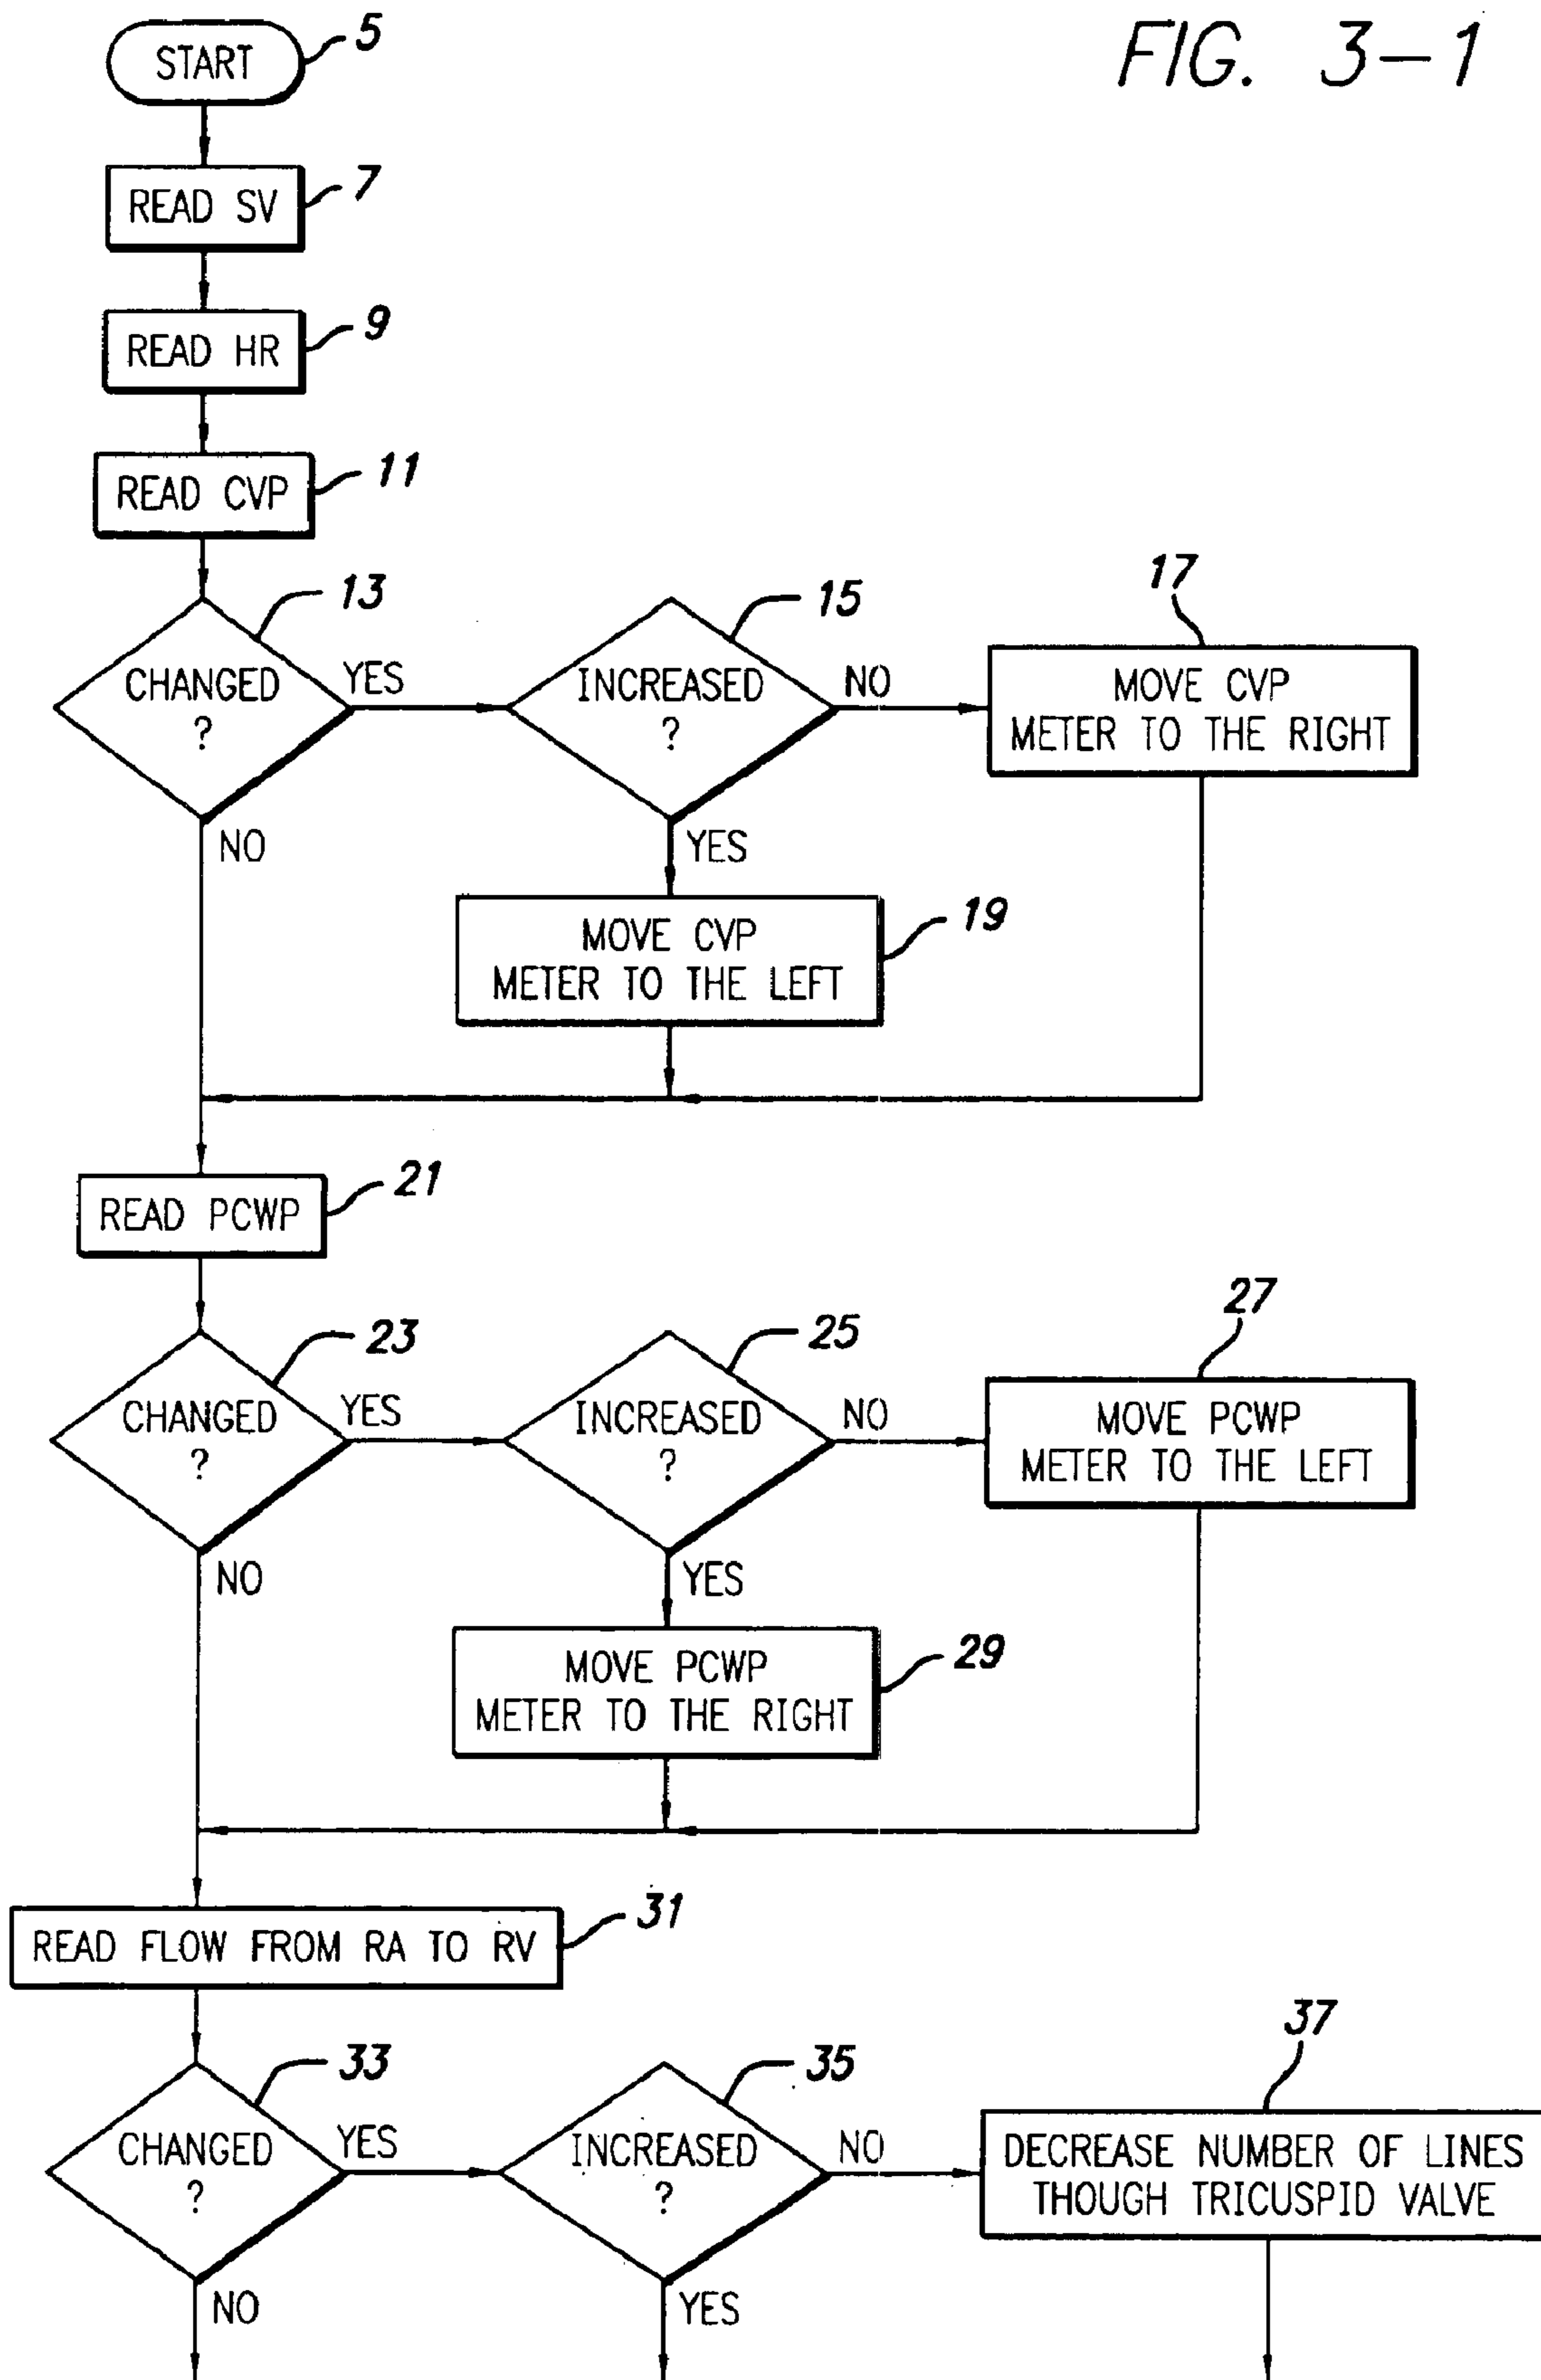 FIG. 3-1
START
5
READ SV
7
READ HR
9
READ CVP
11
CHANGED
?
13
YES
NO
INCREASED
?
15
NO
YES
17
MOVE CVP
METER TO THE RIGHT
MOVE CVP
METER TO THE LEFT
19
READ PCWP
21
CHANGED
?
23
YES
NO
INCREASED
?
25
NO
YES
27
MOVE PCWP
METER TO THE LEFT
MOVE PCWP
METER TO THE RIGHT
29
READ FLOW FROM RA TO RV
31
CHANGED
?
33
YES
NO
INCREASED
?
35
NO
YES
37
DECREASE NUMBER OF LINES
THOUGH TRICUSPID VALVE